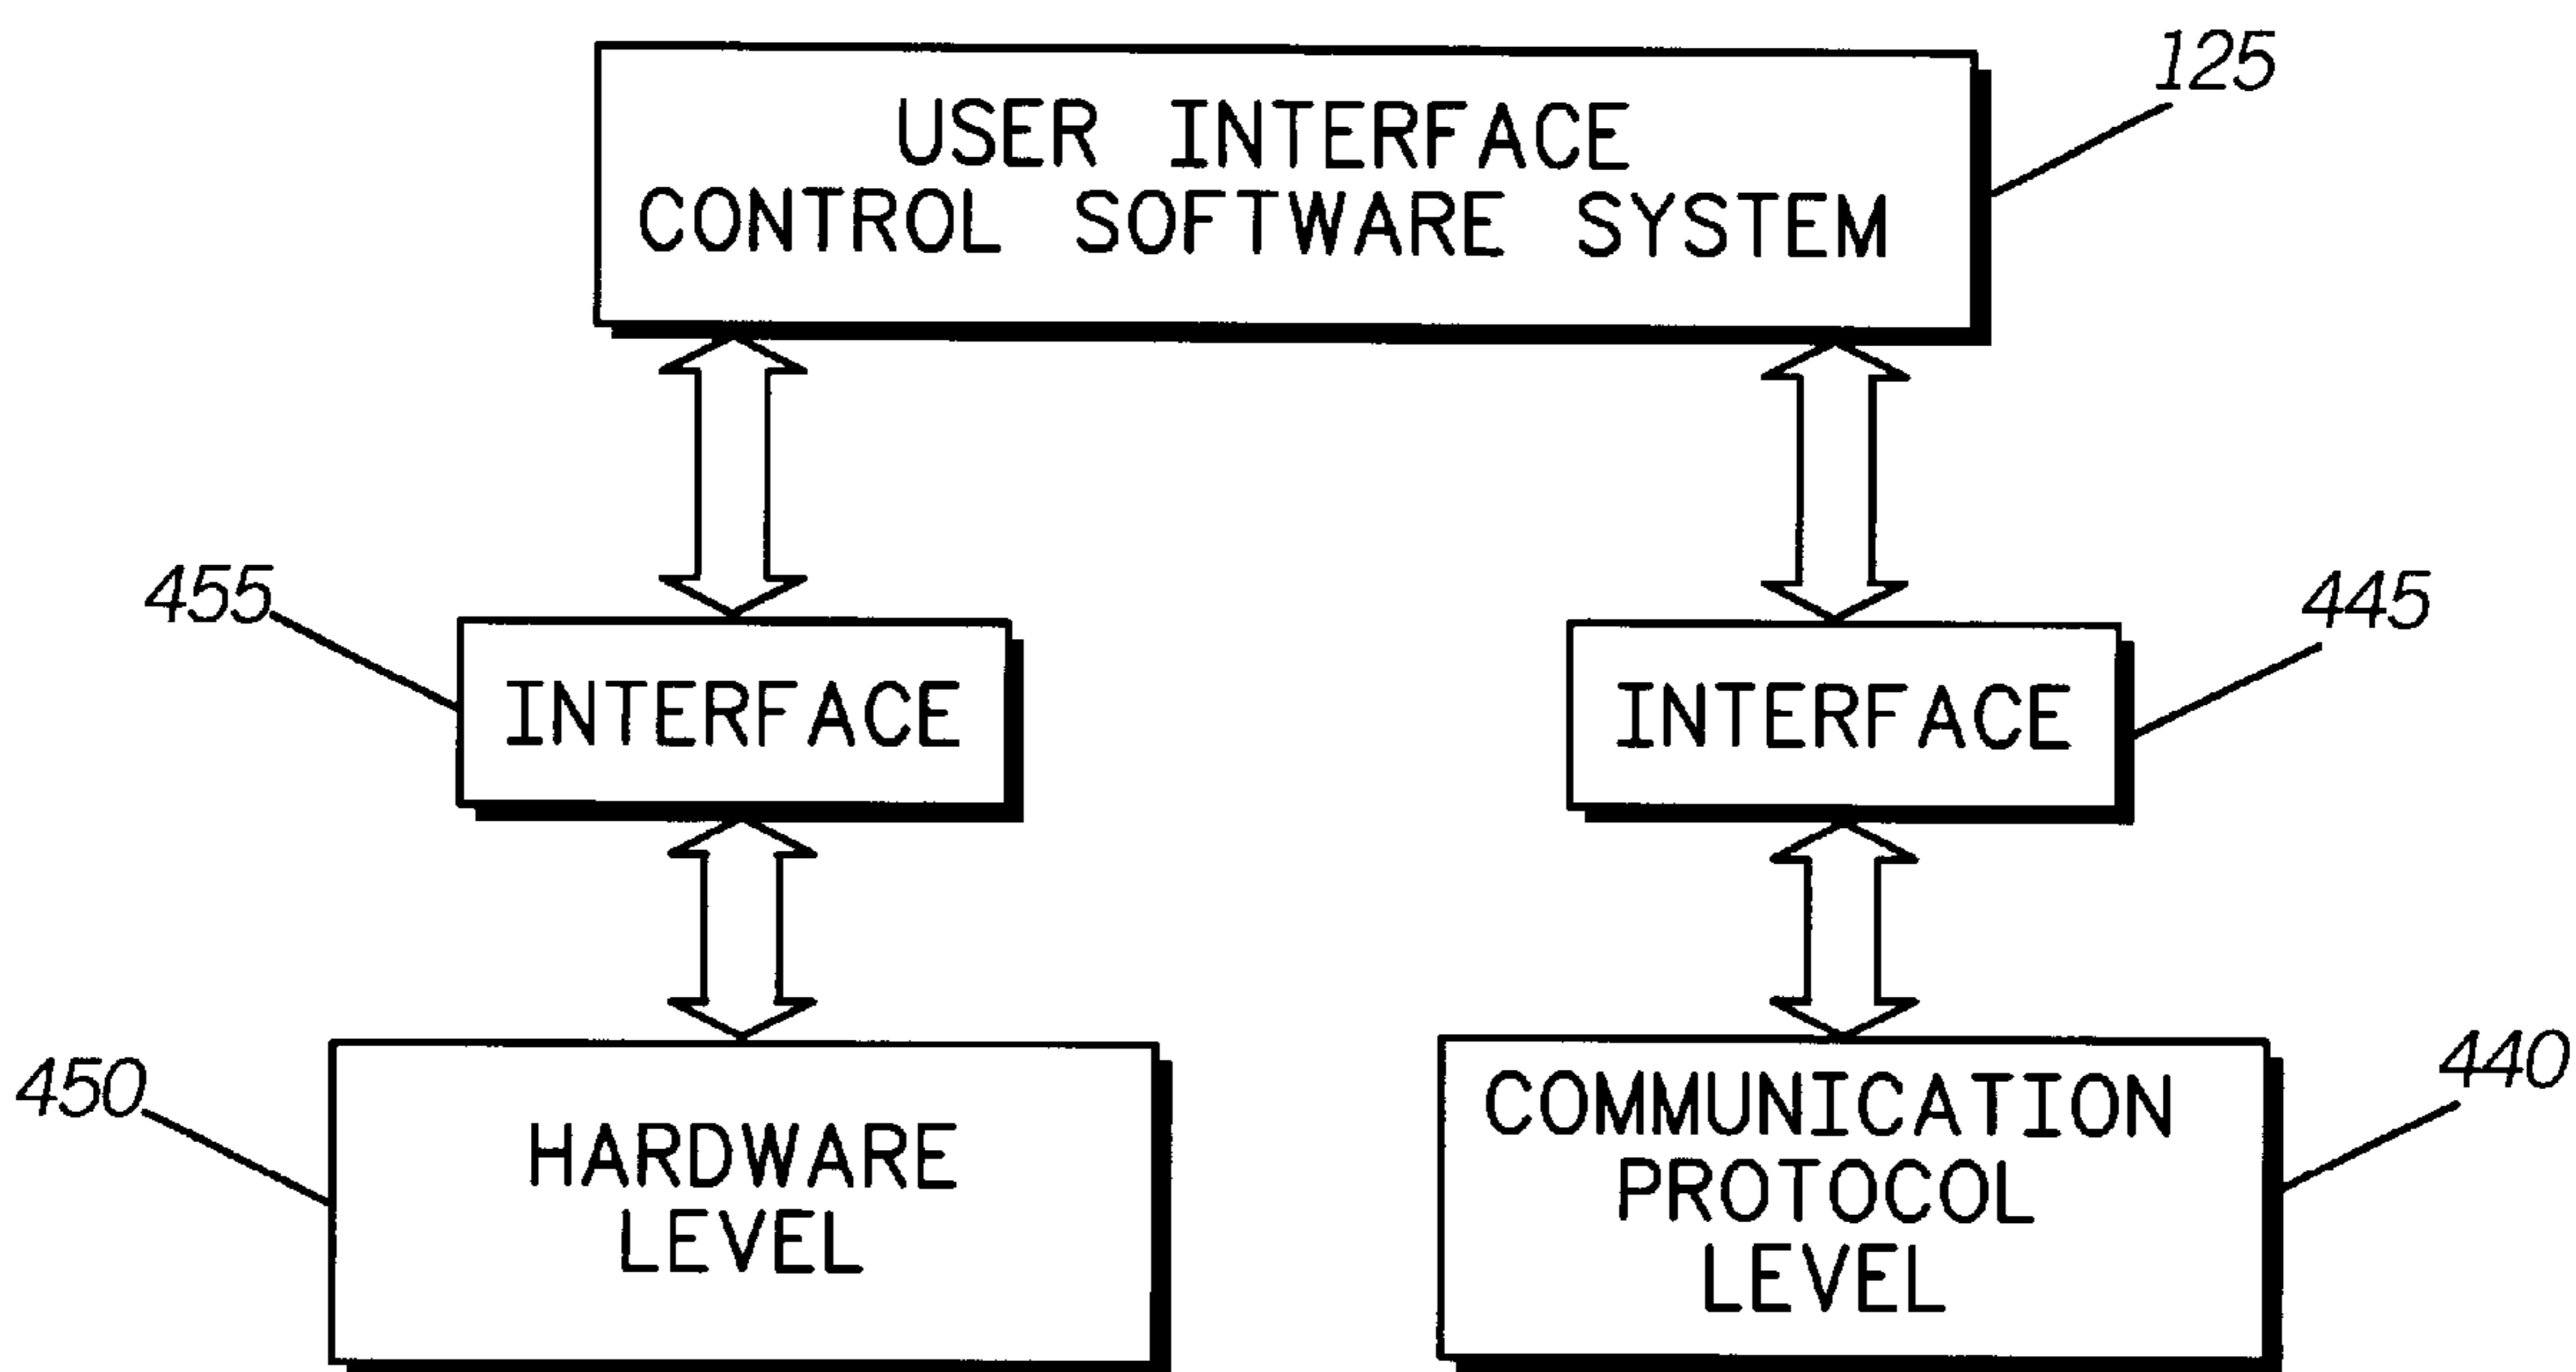 125
USER INTERFACE
CONTROL SOFTWARE SYSTEM
455
INTERFACE
445
INTERFACE
450
HARDWARE
LEVEL
440
COMMUNICATION
PROTOCOL
LEVEL